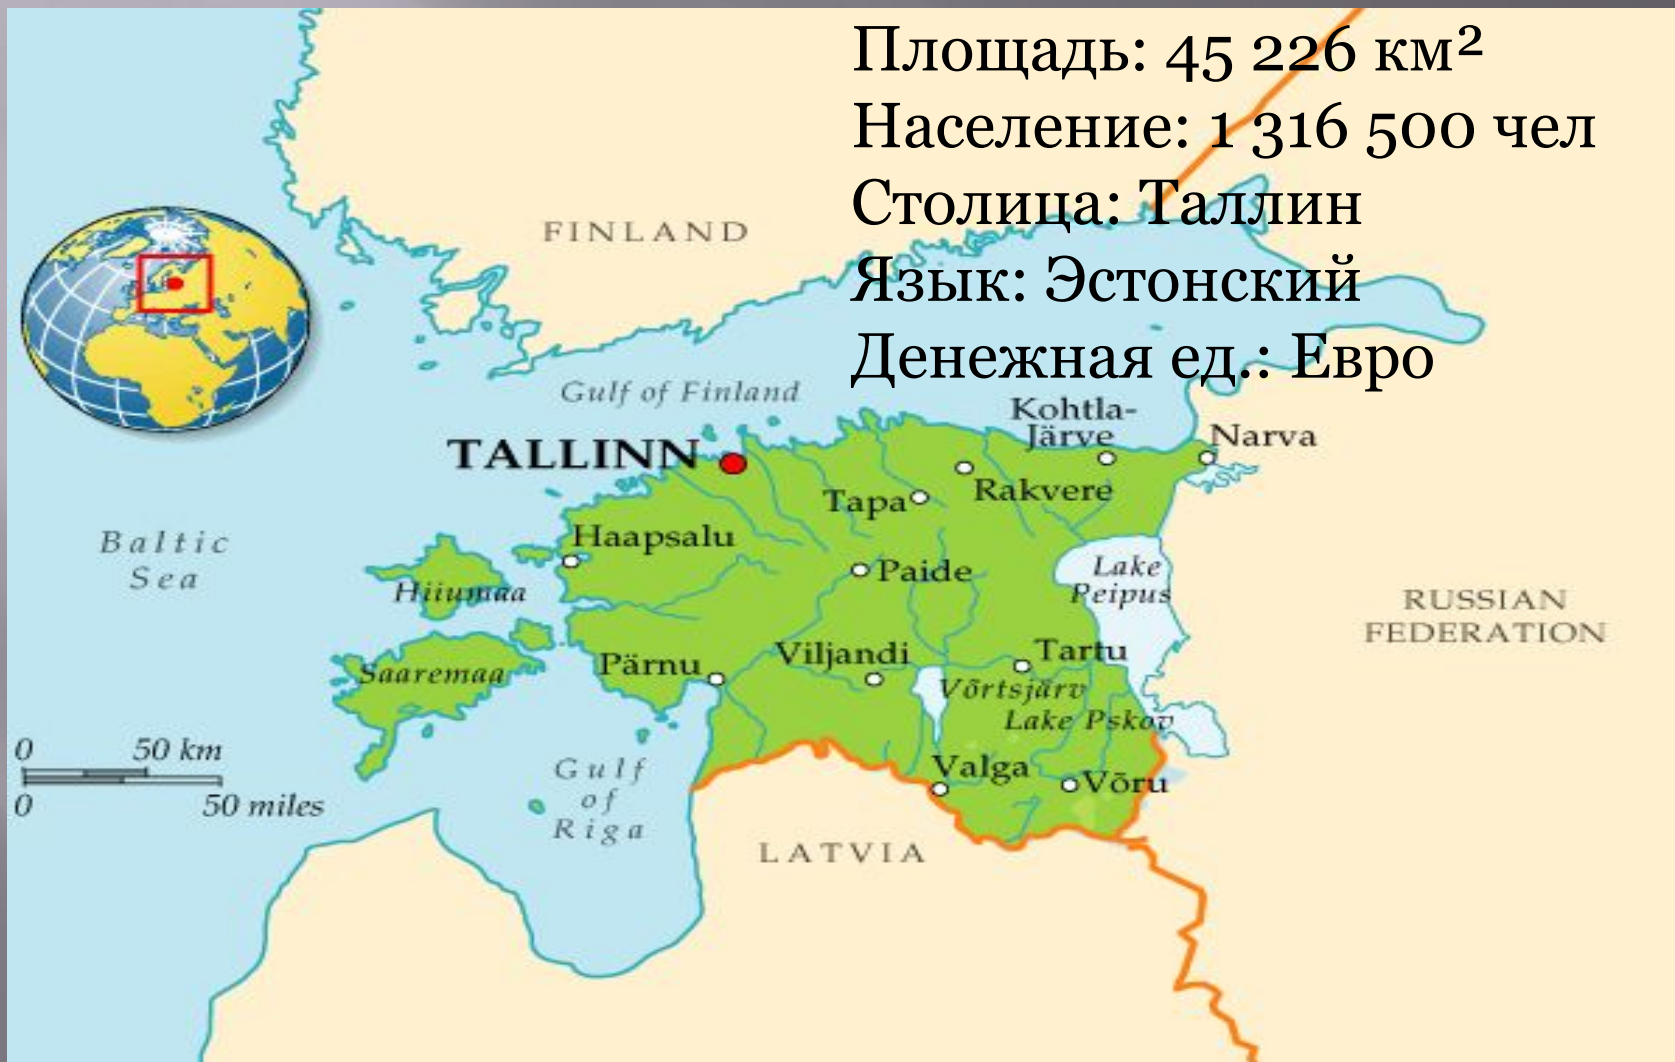 Площадь: 45 226 км²
Население: 1 316 500 чел
Столица: Таллин
Язык: Эстонский
Денежная ед.: Евро
FINLAND
Gulf of Finland
Kohtla-
Järve
Narva
TALLINN
Tapa
Rakvere
Haapsalu
Baltic
Sea
Hiiumaa
Paide
Lake
Peipus
RUSSIAN
FEDERATION
Saaremaa
Pärnu
Viljandi
Tartu
Võrtsjärv
Lake Pskov
0 50 km
0 50 miles
Gulf
of
Riga
Valga
Võru
LATVIA